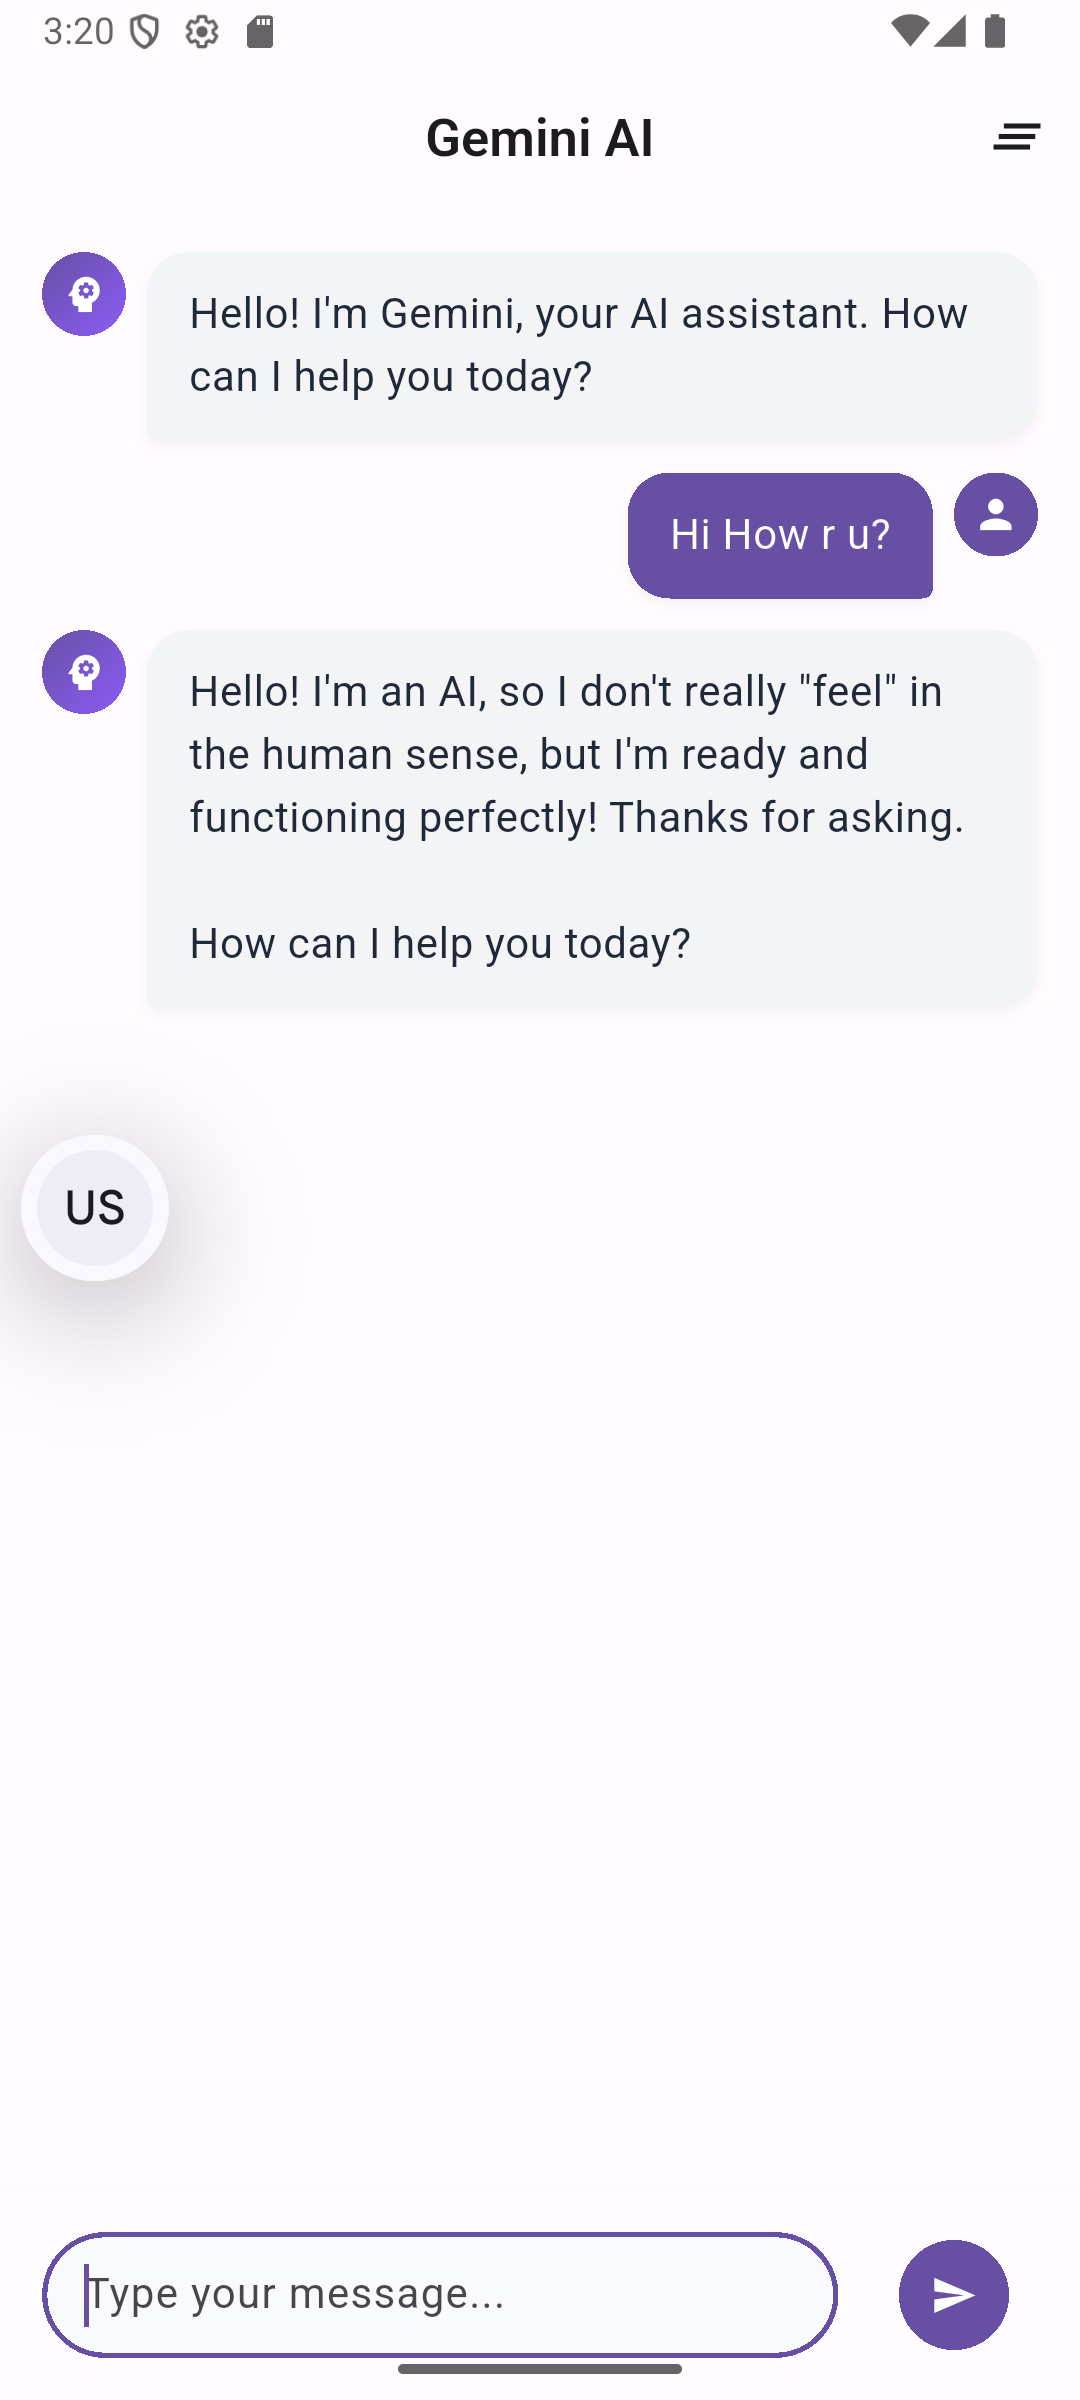 3:20
Gemini AI
Hello! I'm Gemini, your AI assistant. How
can I help you today?
Hi How r u?
Hello! I'm an AI, so I don't really "feel" in
the human sense, but I'm ready and
functioning perfectly! Thanks for asking.
How can I help you today?
US
Type your message...